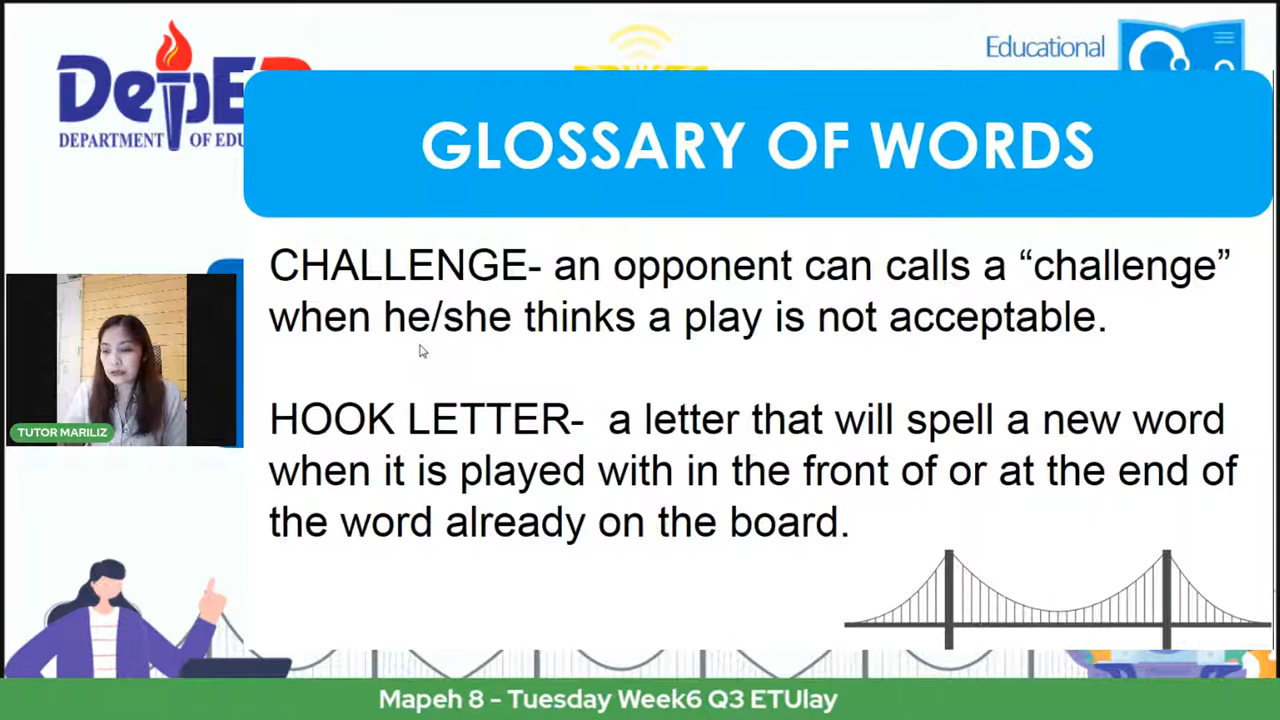 DepE
DEPARTMENT OF EDU
Educational
GLOSSARY OF WORDS
CHALLENGE- an opponent can calls a “challenge”
when he/she thinks a play is not acceptable.
HOOK LETTER-  a letter that will spell a new word
when it is played with in the front of or at the end of
the word already on the board.
TUTOR MARILIZ
Mapeh 8 - Tuesday Week6 Q3 ETUlay